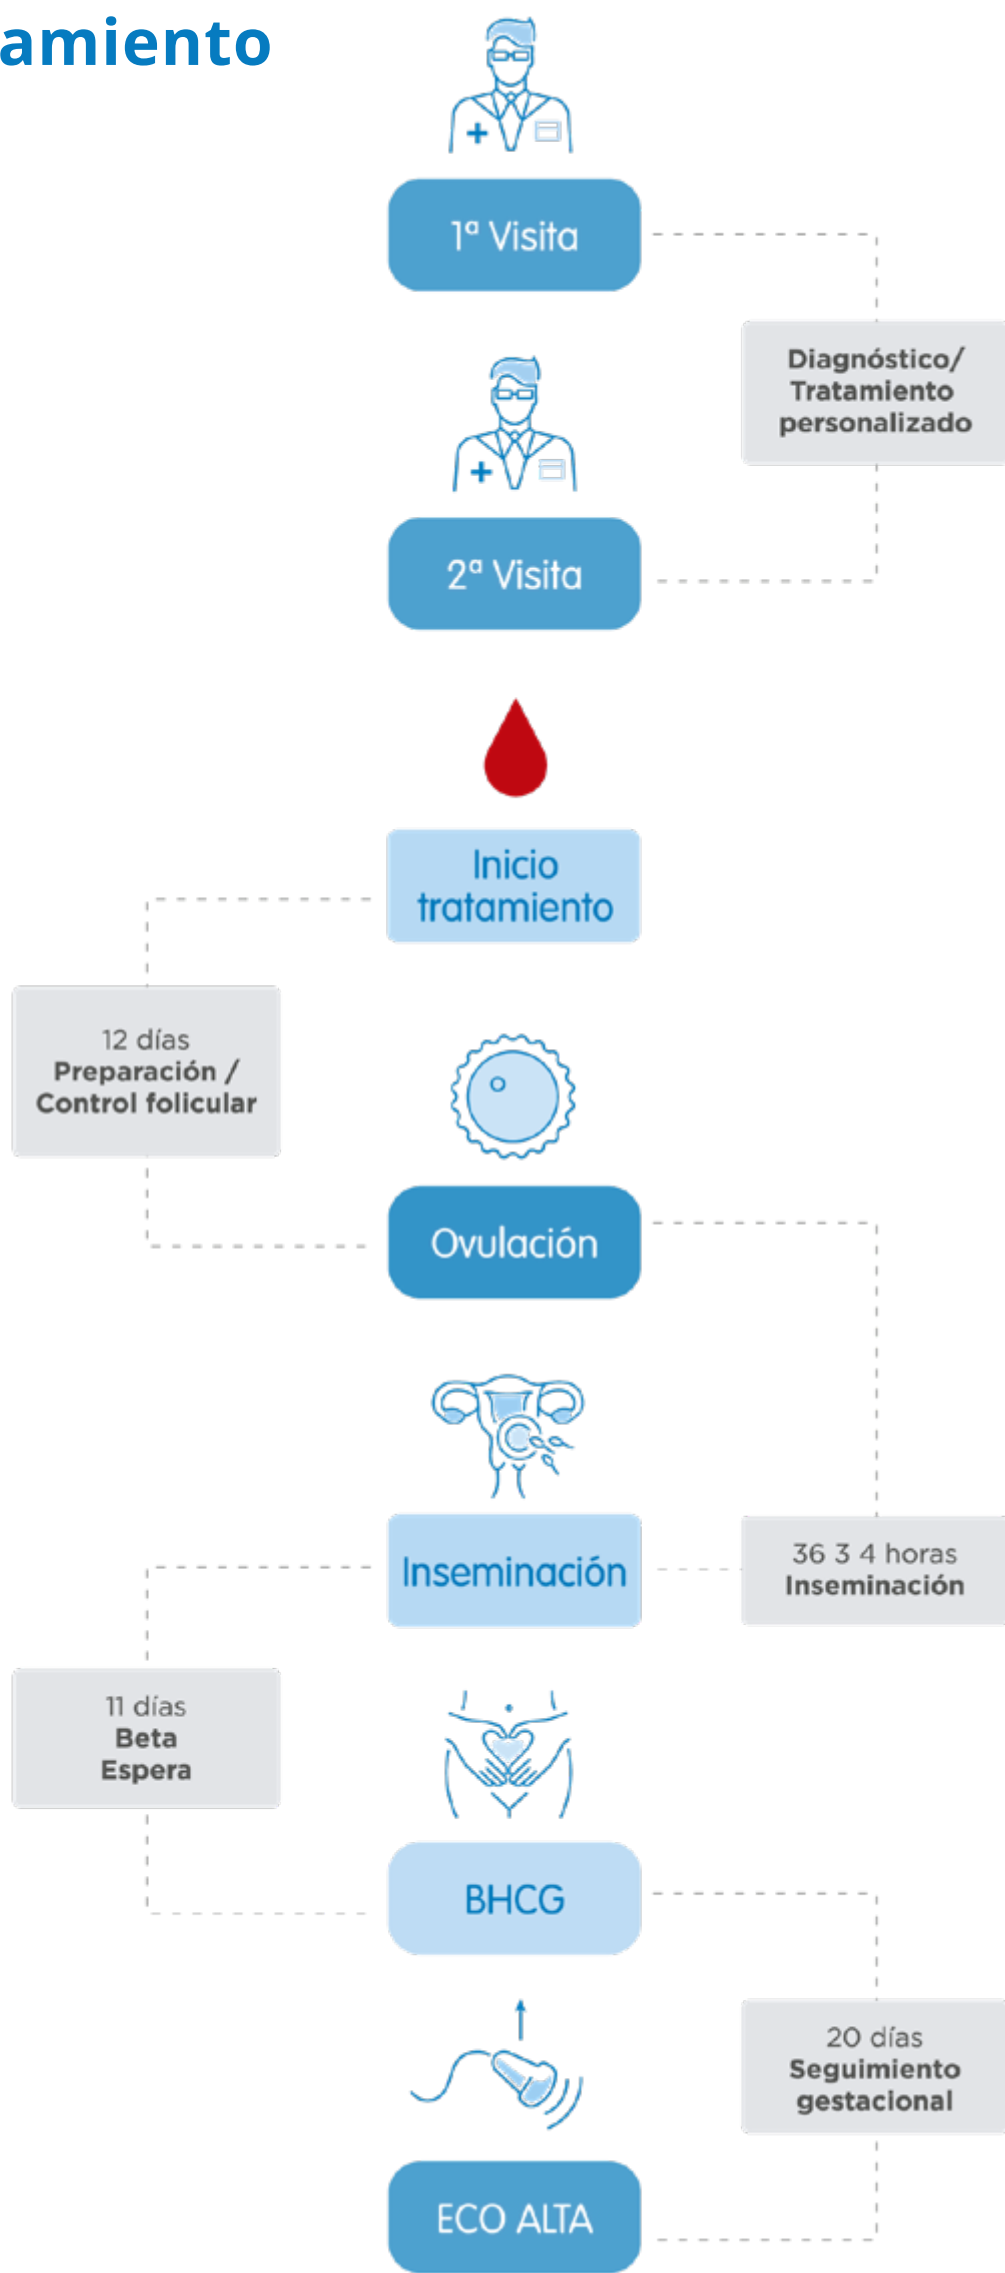 amiento
1ª Visita
Diagnóstico/
Tratamiento
personalizado
2ª Visita
Inicio
tratamiento
12 días
Preparación /
Control folicular
Ovulación
Inseminación
36 3 4 horas
Inseminación
11 días
Beta
Espera
BHCG
20 días
Seguimiento
gestacional
ECO ALTA